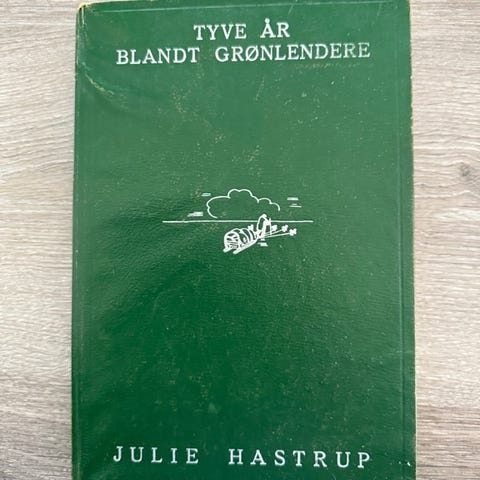 TYVE ÅR
BLANDT GRØNLENDERE
JULIE HASTRUP